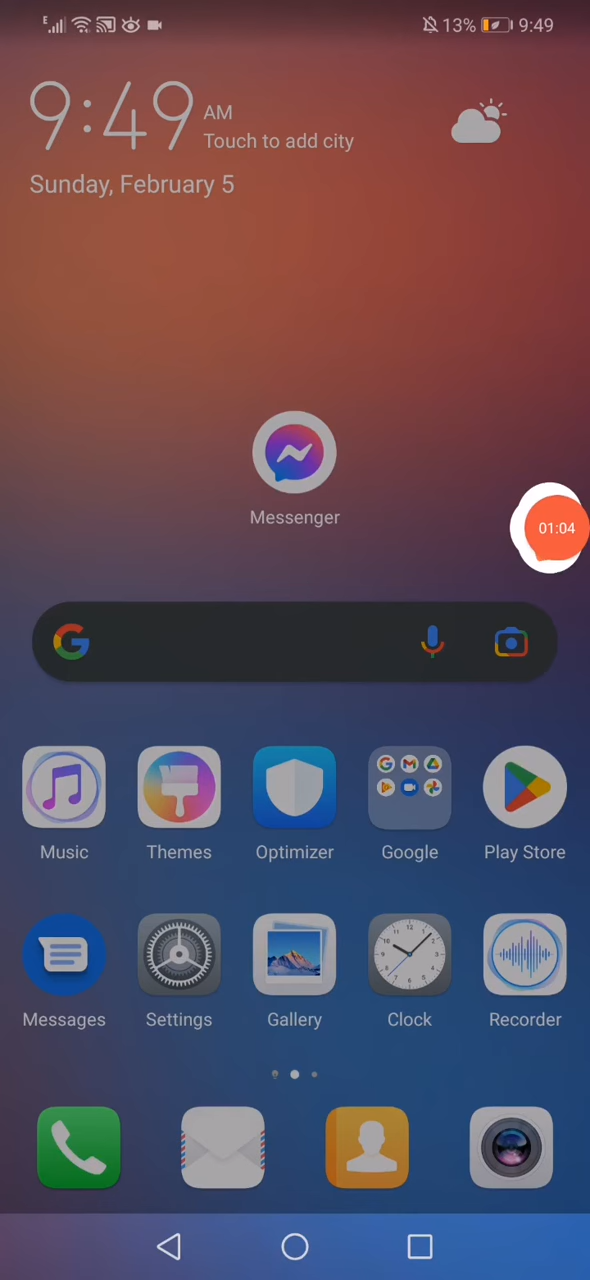 E 13% 9:49
9:49 AM
Touch to add city
Sunday, February 5
Messenger
01:04
Music Themes Optimizer Google Play Store
Messages Settings Gallery Clock Recorder